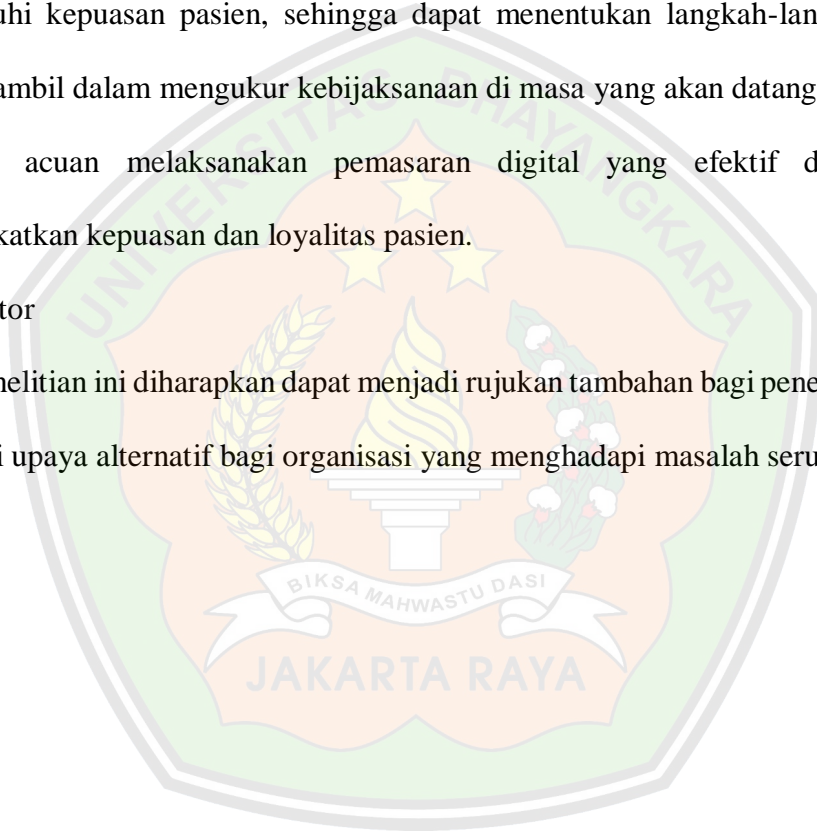 uhi kepuasan pasien, sehingga dapat menentukan langkah-lan
ambil dalam mengukur kebijaksanaan di masa yang akan datang
acuan melaksanakan pemasaran digital yang efektif d
katkan kepuasan dan loyalitas pasien.
tor
nelitian ini diharapkan dapat menjadi rujukan tambahan bagi pene
i upaya alternatif bagi organisasi yang menghadapi masalah seru
UNIVERSITAS BHAYANGKARA
BIKSA MAHWASTU DASI
JAKARTA RAYA